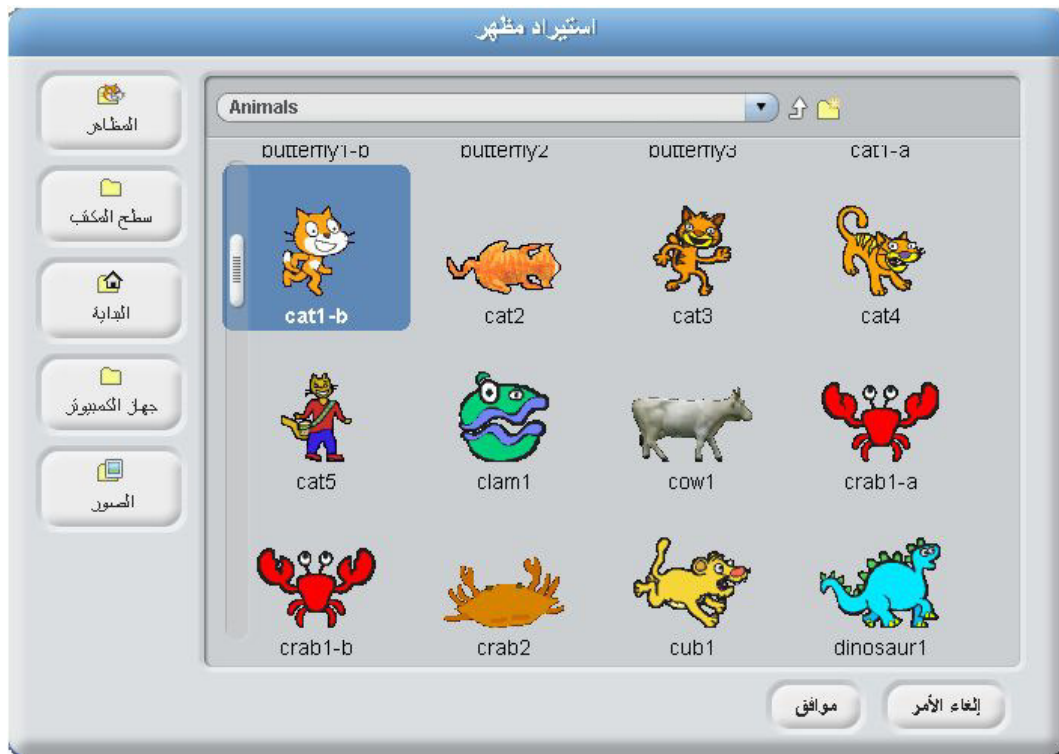 استيراد مظهر
المظاهر
سطح المكتب
البداية
جهاز الكمبيوتر
الصور
Animals
butterfly1-b butterfly2 butterfly3 cat1-a
cat1-b cat2 cat3 cat4
cat5 clam1 cow1 crab1-a
crab1-b crab2 cub1 dinosaur1
إلغاء الأمر
موافق